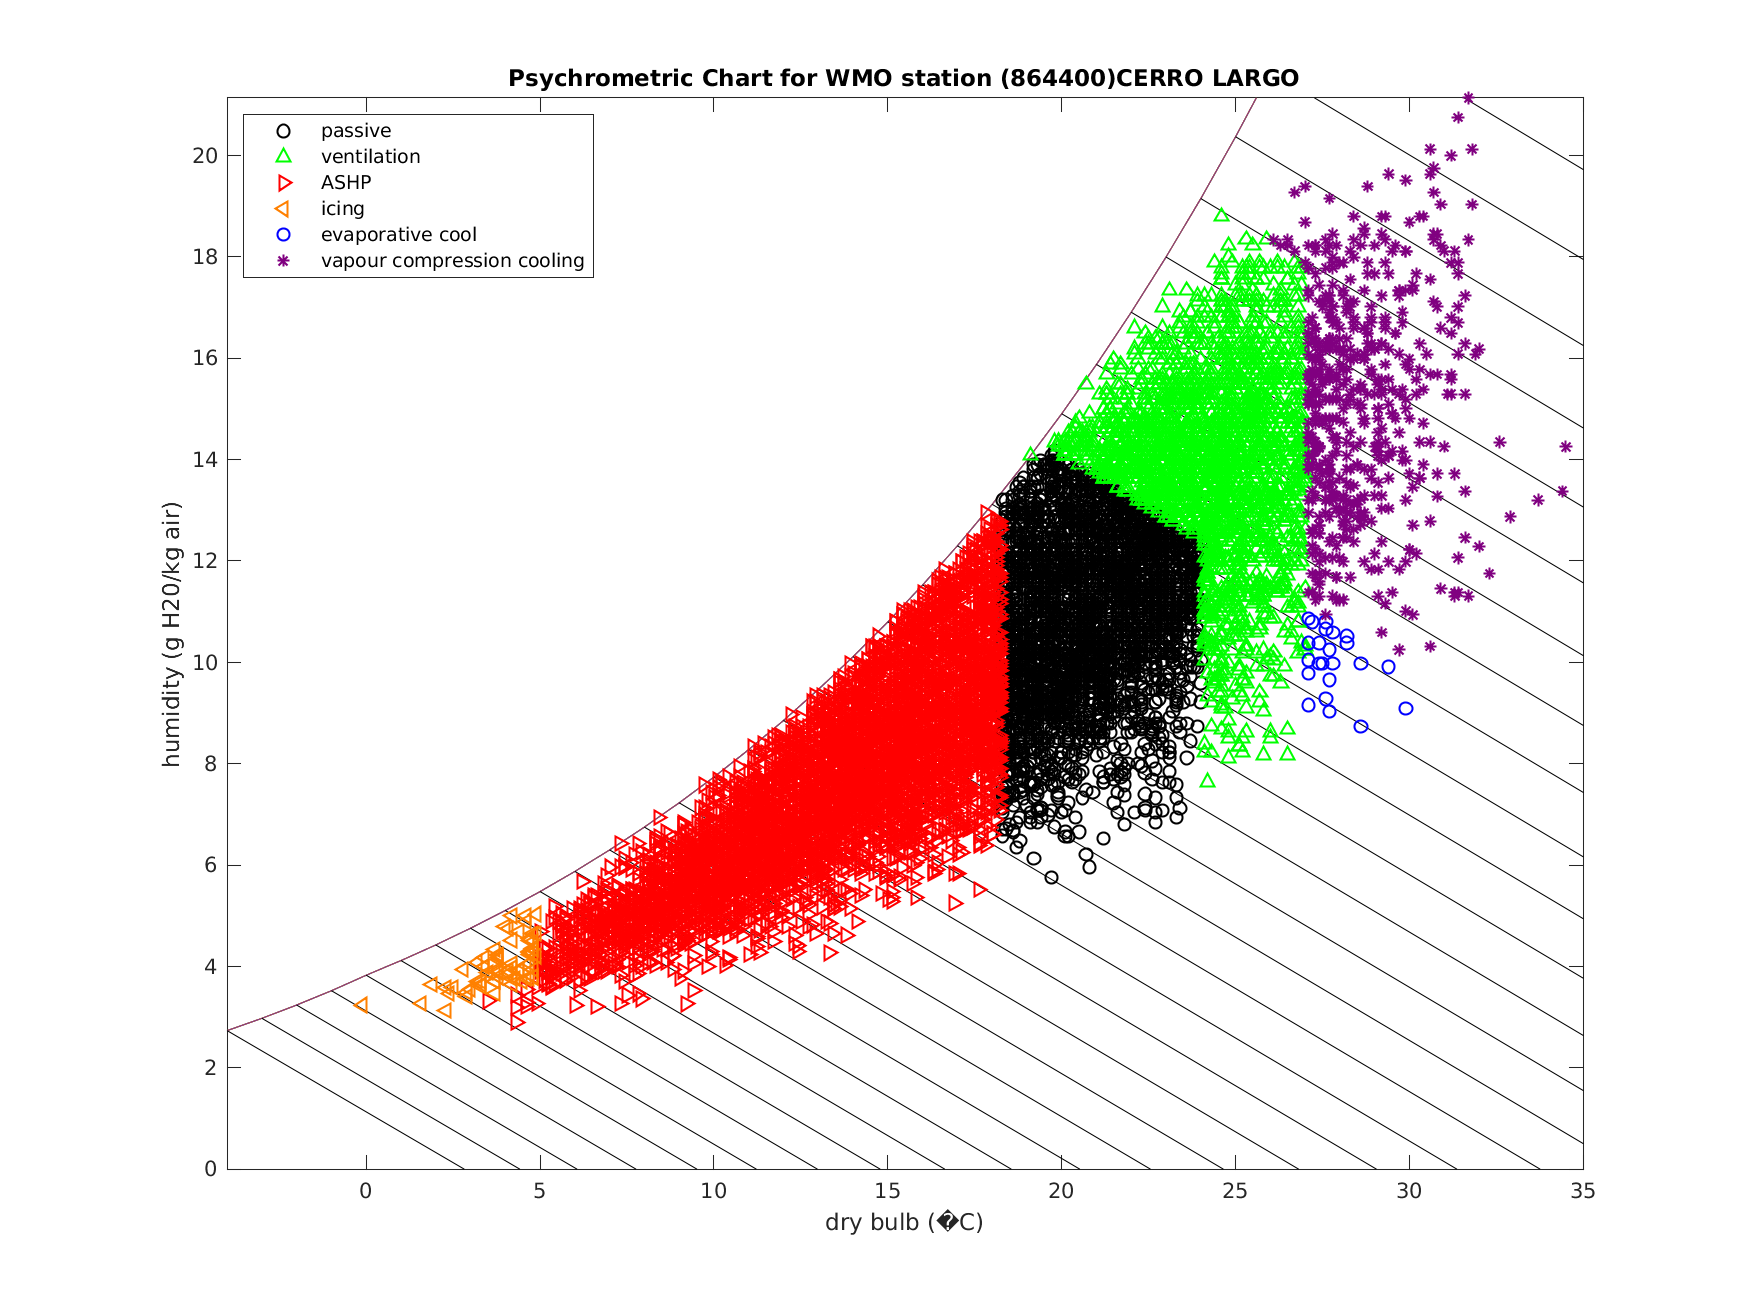 Psychrometric Chart for WMO station (864400)CERRO LARGO
passive
ventilation
ASHP
icing
evaporative cool
vapour compression cooling
humidity (g H20/kg air)
20
18
16
14
12
10
8
6
4
2
0
0 5 10 15 20 25 30 35
dry bulb (�C)